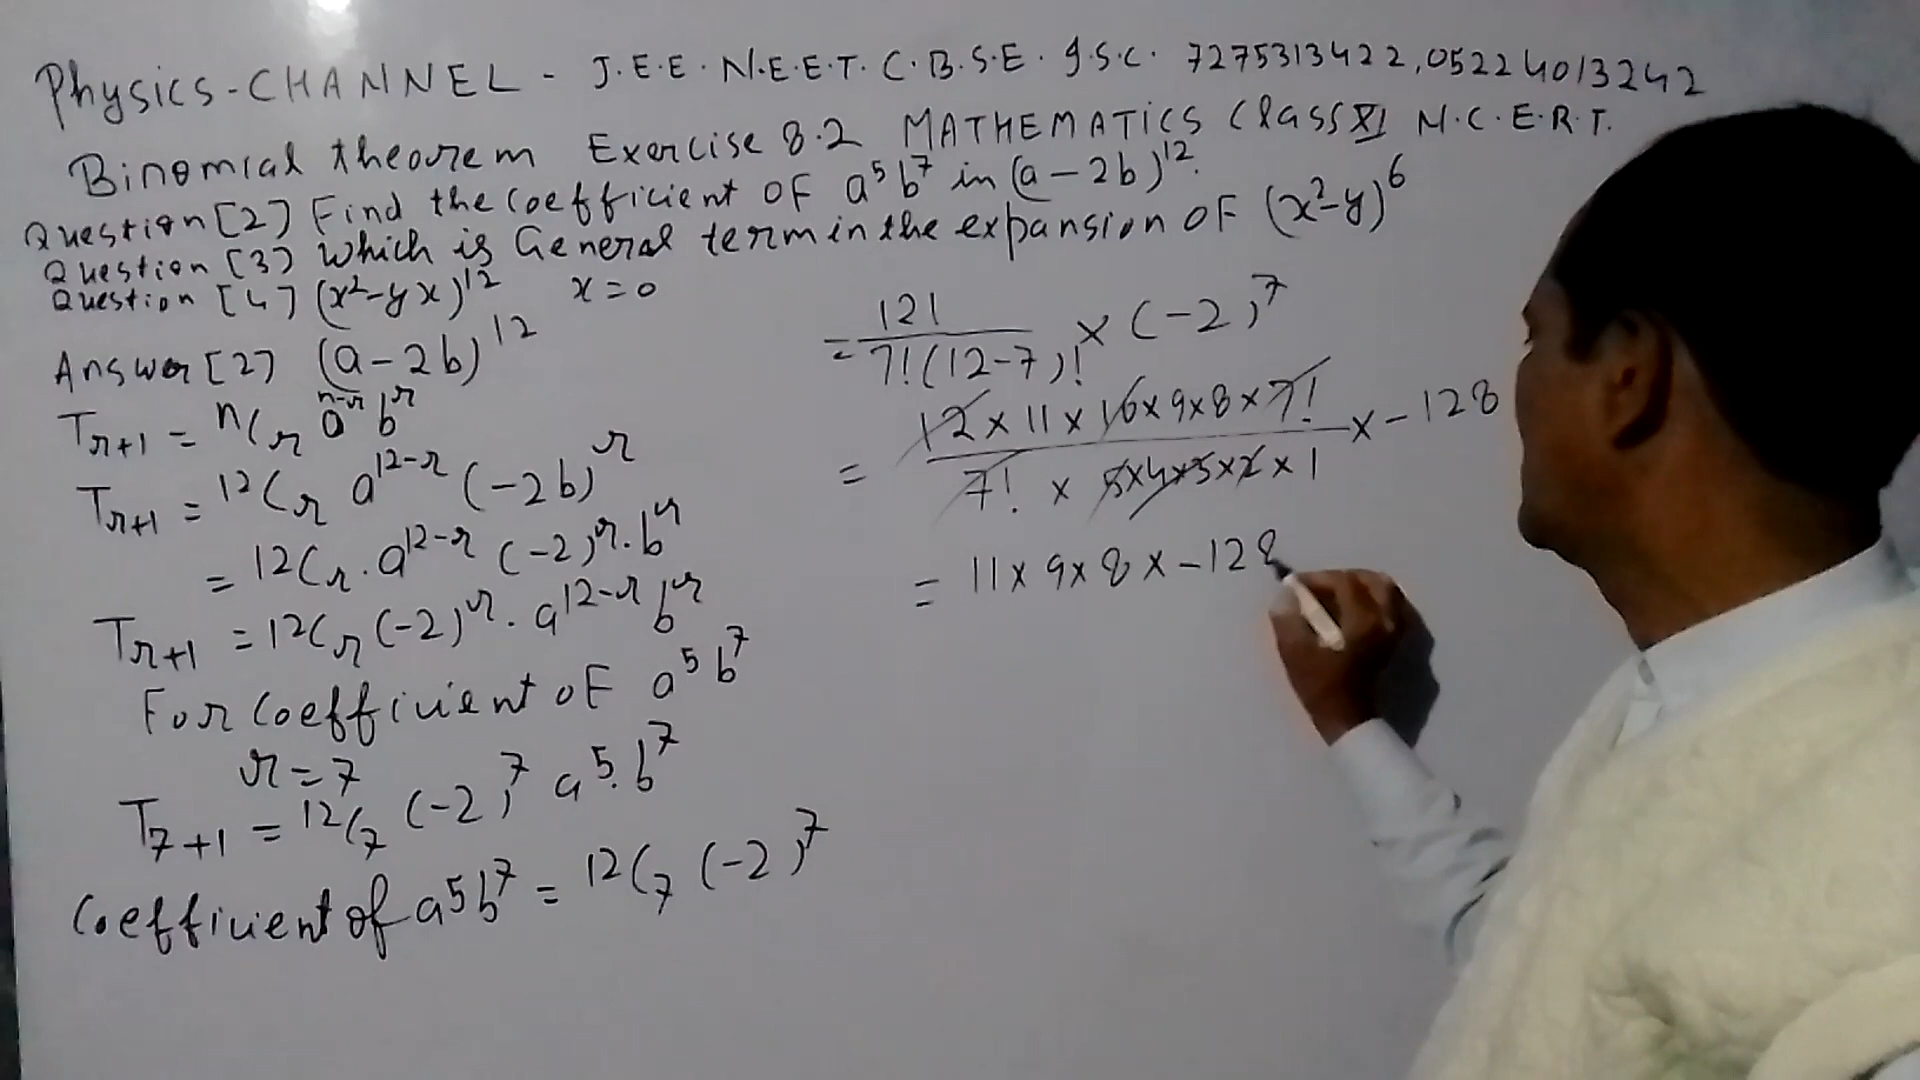 Physics-CHANNEL - J.E.E. N.E.E.T. C.B.S.E. I.S.C. 7275313422, 05224013242
Binomial theorem Exercise 8.2 MATHEMATICS Class XI N.C.E.R.T.
Question [2] Find the coefficient of a⁵b⁷ in (a-2b)¹².
Question [3] Which is General term in the expansion of (x²-y)⁶
Question [4] (x²-yx)¹² x=0
Answer [2] (a-2b)¹²
Tr+1 = nCr aⁿ⁻ʳ bʳ
Tr+1 = 12Cr a¹²⁻ʳ (-2b)ʳ
= 12Cr . a¹²⁻ʳ (-2)ʳ . bʳ
Tr+1 = 12Cr (-2)ʳ . a¹²⁻ʳ bʳ
For coefficient of a⁵b⁷
r=7
T7+1 = 12C7 (-2)⁷ a⁵.b⁷
coefficient of a⁵b⁷ = 12C7 (-2)⁷
= 12! / 7!(12-7)! × (-2)⁷
= 12×11×10×9×8×7! / 7! × 5×4×3×2×1 × -128
= 11×9×8×-128